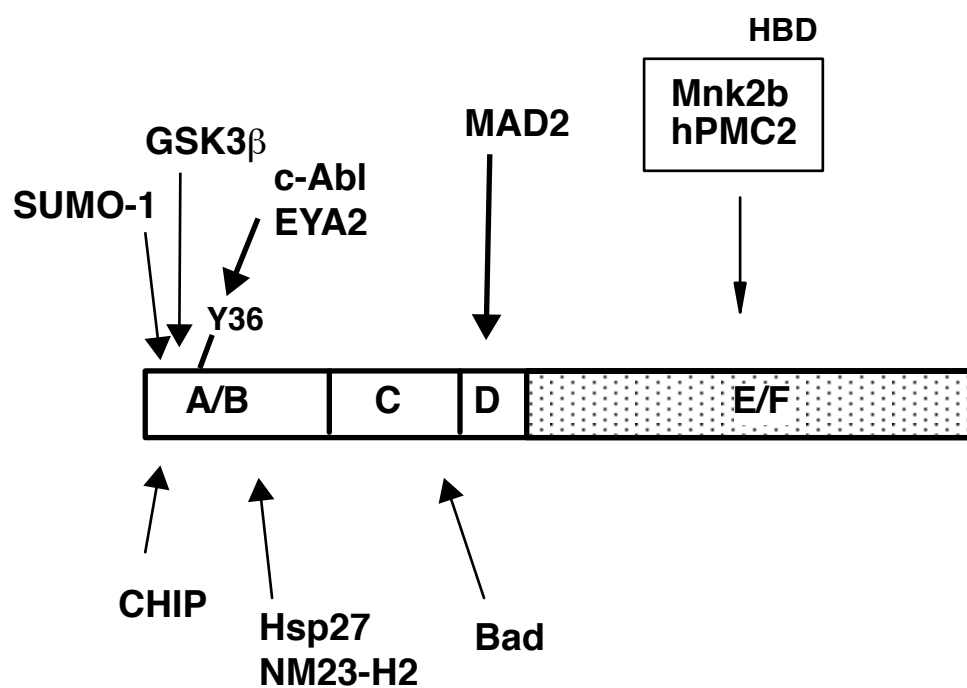 HBD
Mnk2b
hPMC2
MAD2
GSK3β
c-Abl
EYA2
SUMO-1
Y36
A/B
C
D
E/F
CHIP
Hsp27
NM23-H2
Bad